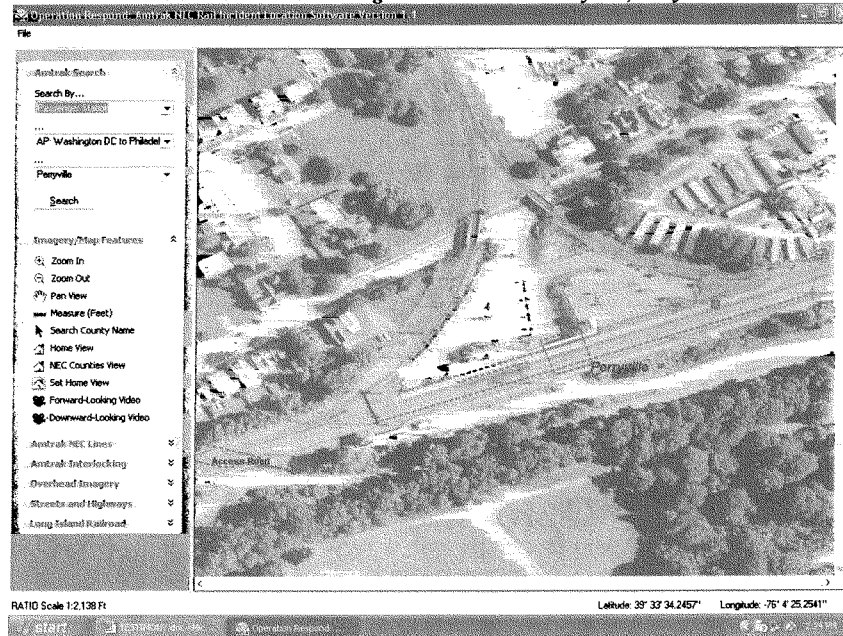 Operation Respond: Amtrak NEC Rail Incident Location Software Version 1.4
File
Amtrak Search
Search By...
...
AP: Washington DC to Philadel
...
Perryville
Search
Imagery/Map Features
Zoom In
Zoom Out
Pan View
Measure (Feet)
Search County Name
Home View
NEC Counties View
Set Home View
Forward-Looking Video
Downward-Looking Video
Amtrak NEC Lines
Amtrak Interlocking
Overhead Imagery
Streets and Highways
Long Island Railroad
Perryville
Access Road
RATIO Scale 1:2,138 Ft
Latitude: 39° 33' 34.2457"
Longitude: -76° 4' 25.2541"
start
TESTIMONY.doc
Operation Respond